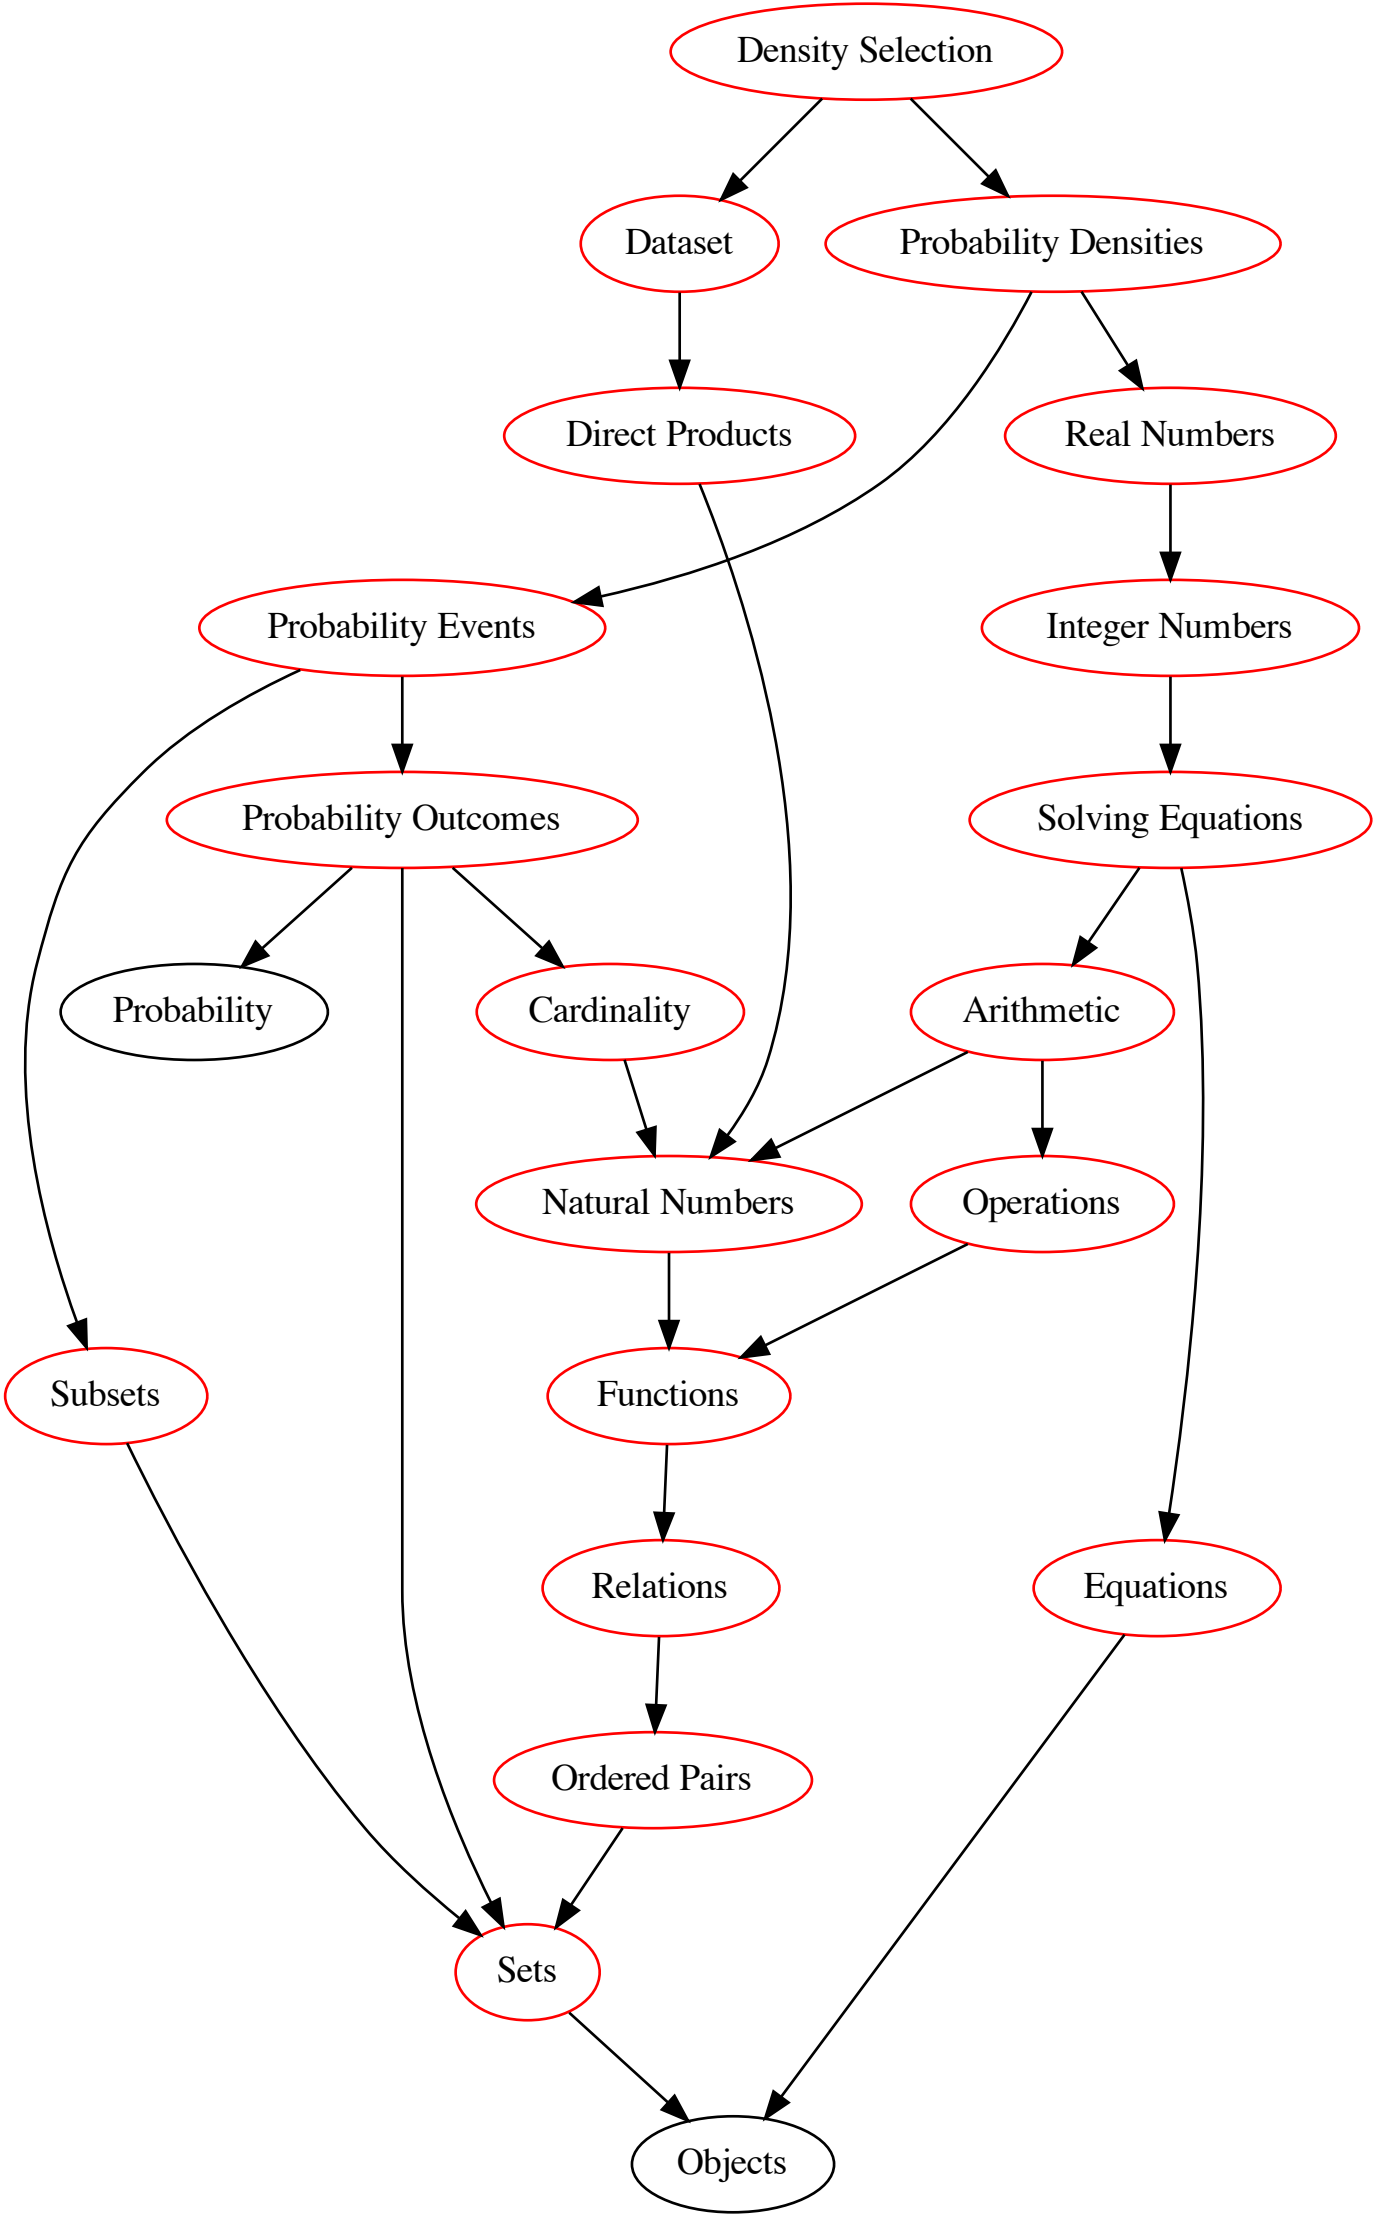 Density Selection
Dataset
Probability Densities
Direct Products
Real Numbers
Probability Events
Integer Numbers
Probability Outcomes
Solving Equations
Probability
Cardinality
Arithmetic
Natural Numbers
Operations
Subsets
Functions
Relations
Equations
Ordered Pairs
Sets
Objects